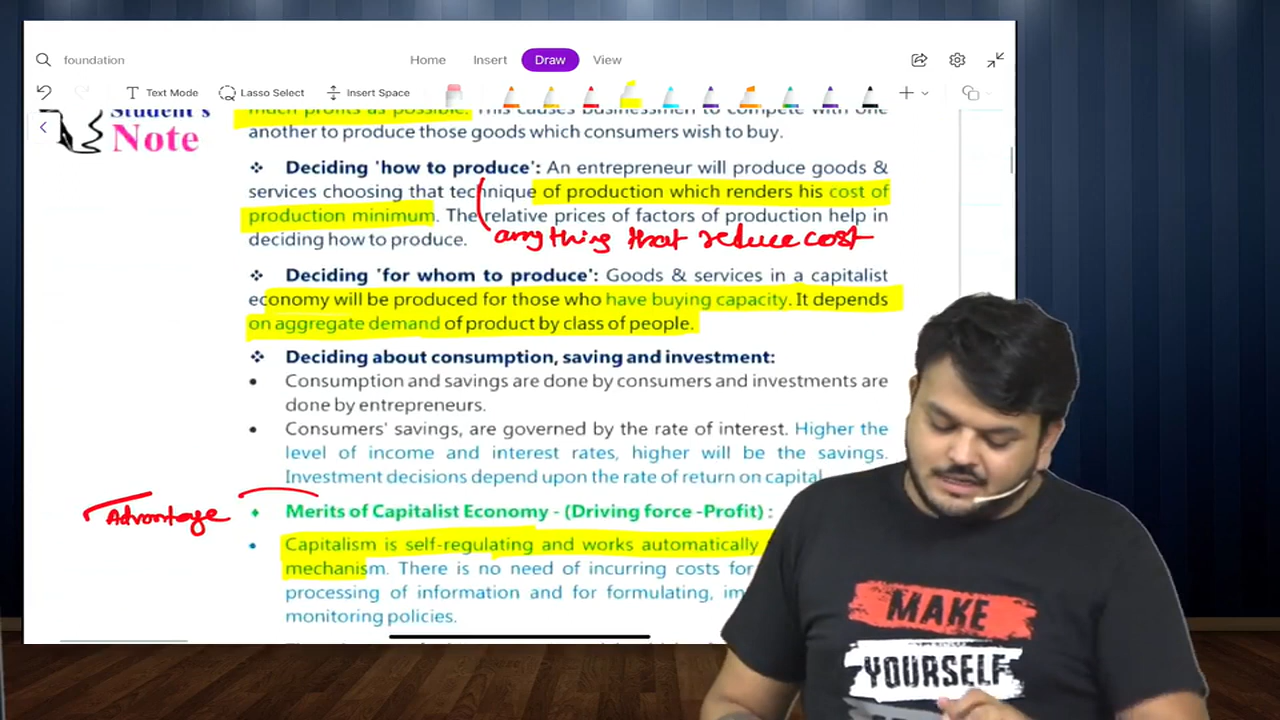 foundation
Home Insert Draw View
Text Mode Lasso Select Insert Space
Student's
Note
much profits as possible. This causes businessmen to compete with one
another to produce those goods which consumers wish to buy.
❖ Deciding 'how to produce': An entrepreneur will produce goods &
services choosing that technique of production which renders his cost of
production minimum. The relative prices of factors of production help in
deciding how to produce.
anything that reduce cost
❖ Deciding 'for whom to produce': Goods & services in a capitalist
economy will be produced for those who have buying capacity. It depends
on aggregate demand of product by class of people.
❖ Deciding about consumption, saving and investment:
• Consumption and savings are done by consumers and investments are
done by entrepreneurs.
• Consumers' savings, are governed by the rate of interest. Higher the
level of income and interest rates, higher will be the savings.
Investment decisions depend upon the rate of return on capital
Advantage
♦ Merits of Capitalist Economy - (Driving force -Profit) :
• Capitalism is self-regulating and works automatically
mechanism. There is no need of incurring costs for
processing of information and for formulating,
monitoring policies.
MAKE
YOURSELF